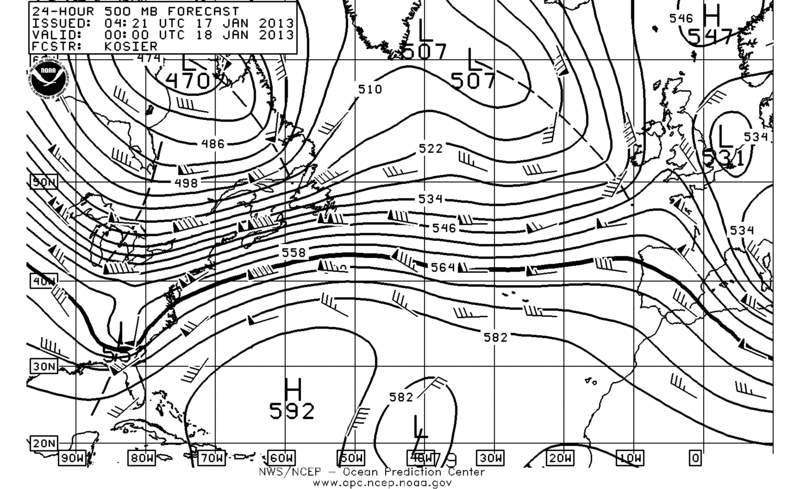 24-HOUR 500 MB FORECAST
ISSUED: 04:21 UTC 17 JAN 2013
VALID: 00:00 UTC 18 JAN 2013
FCSTR: KOSIER
NOAA
474
L
470
L
507
L
507
546
H
547
510
486
522
L
531
534
498
50N
534
546
534
558
564
40N
L
582
30N
H
592
582
L
20N
90W
80W
70W
60W
50W
40W
30W
20W
10W
0
10E
NWS/NCEP – Ocean Prediction Center
www.opc.ncep.noaa.gov